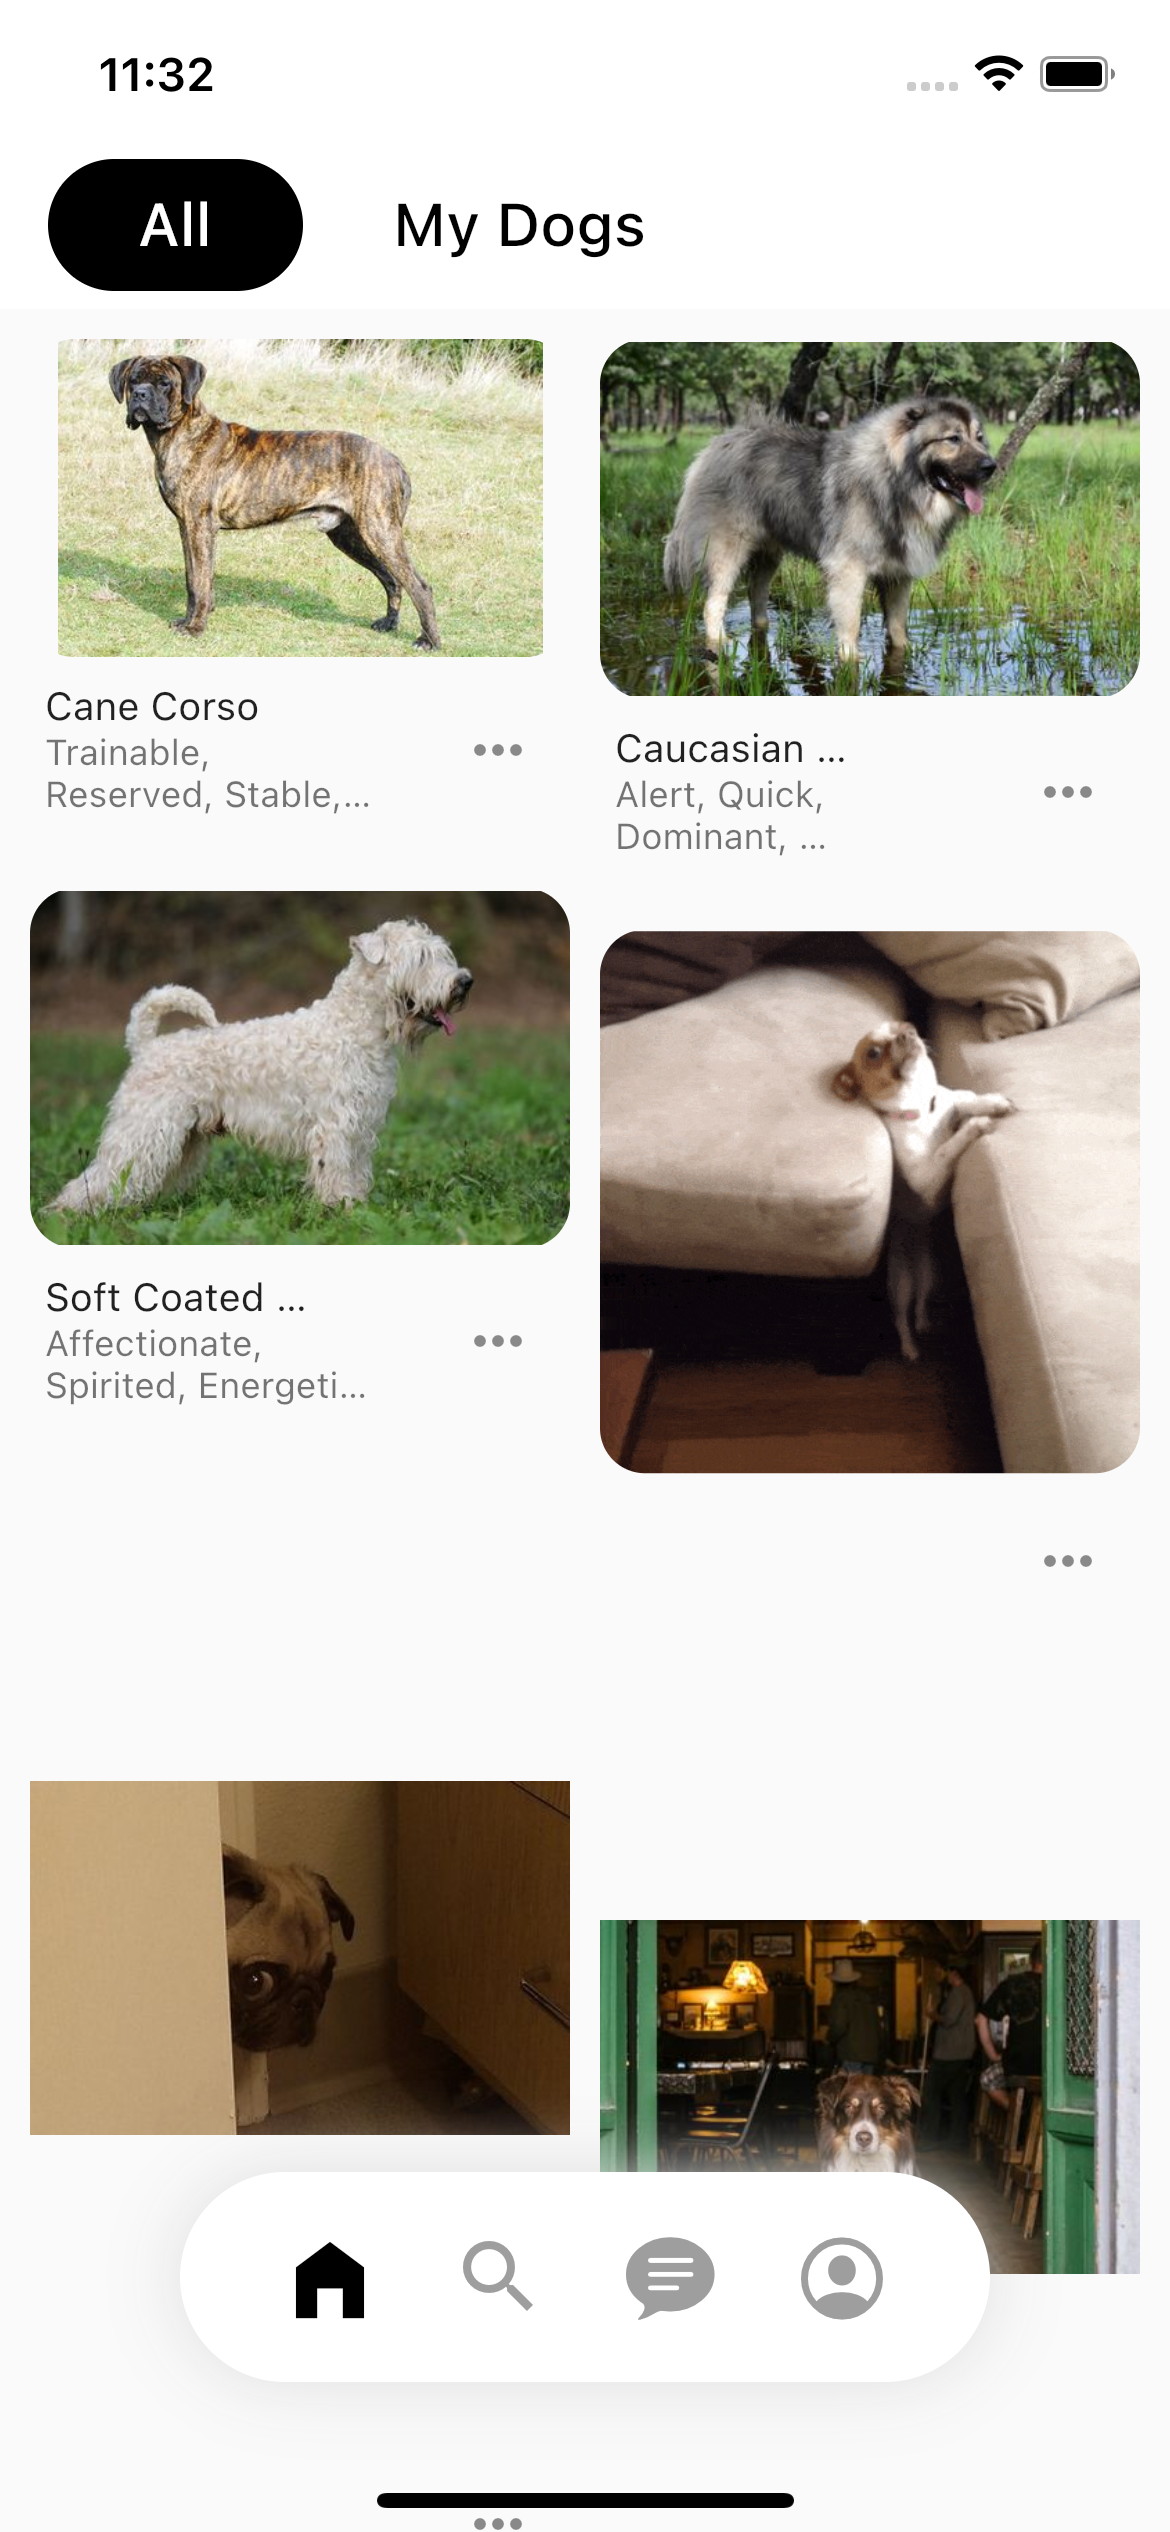 11:32
All
My Dogs
Cane Corso
Trainable,
Reserved, Stable,...
Caucasian ...
Alert, Quick,
Dominant, ...
Soft Coated ...
Affectionate,
Spirited, Energeti...